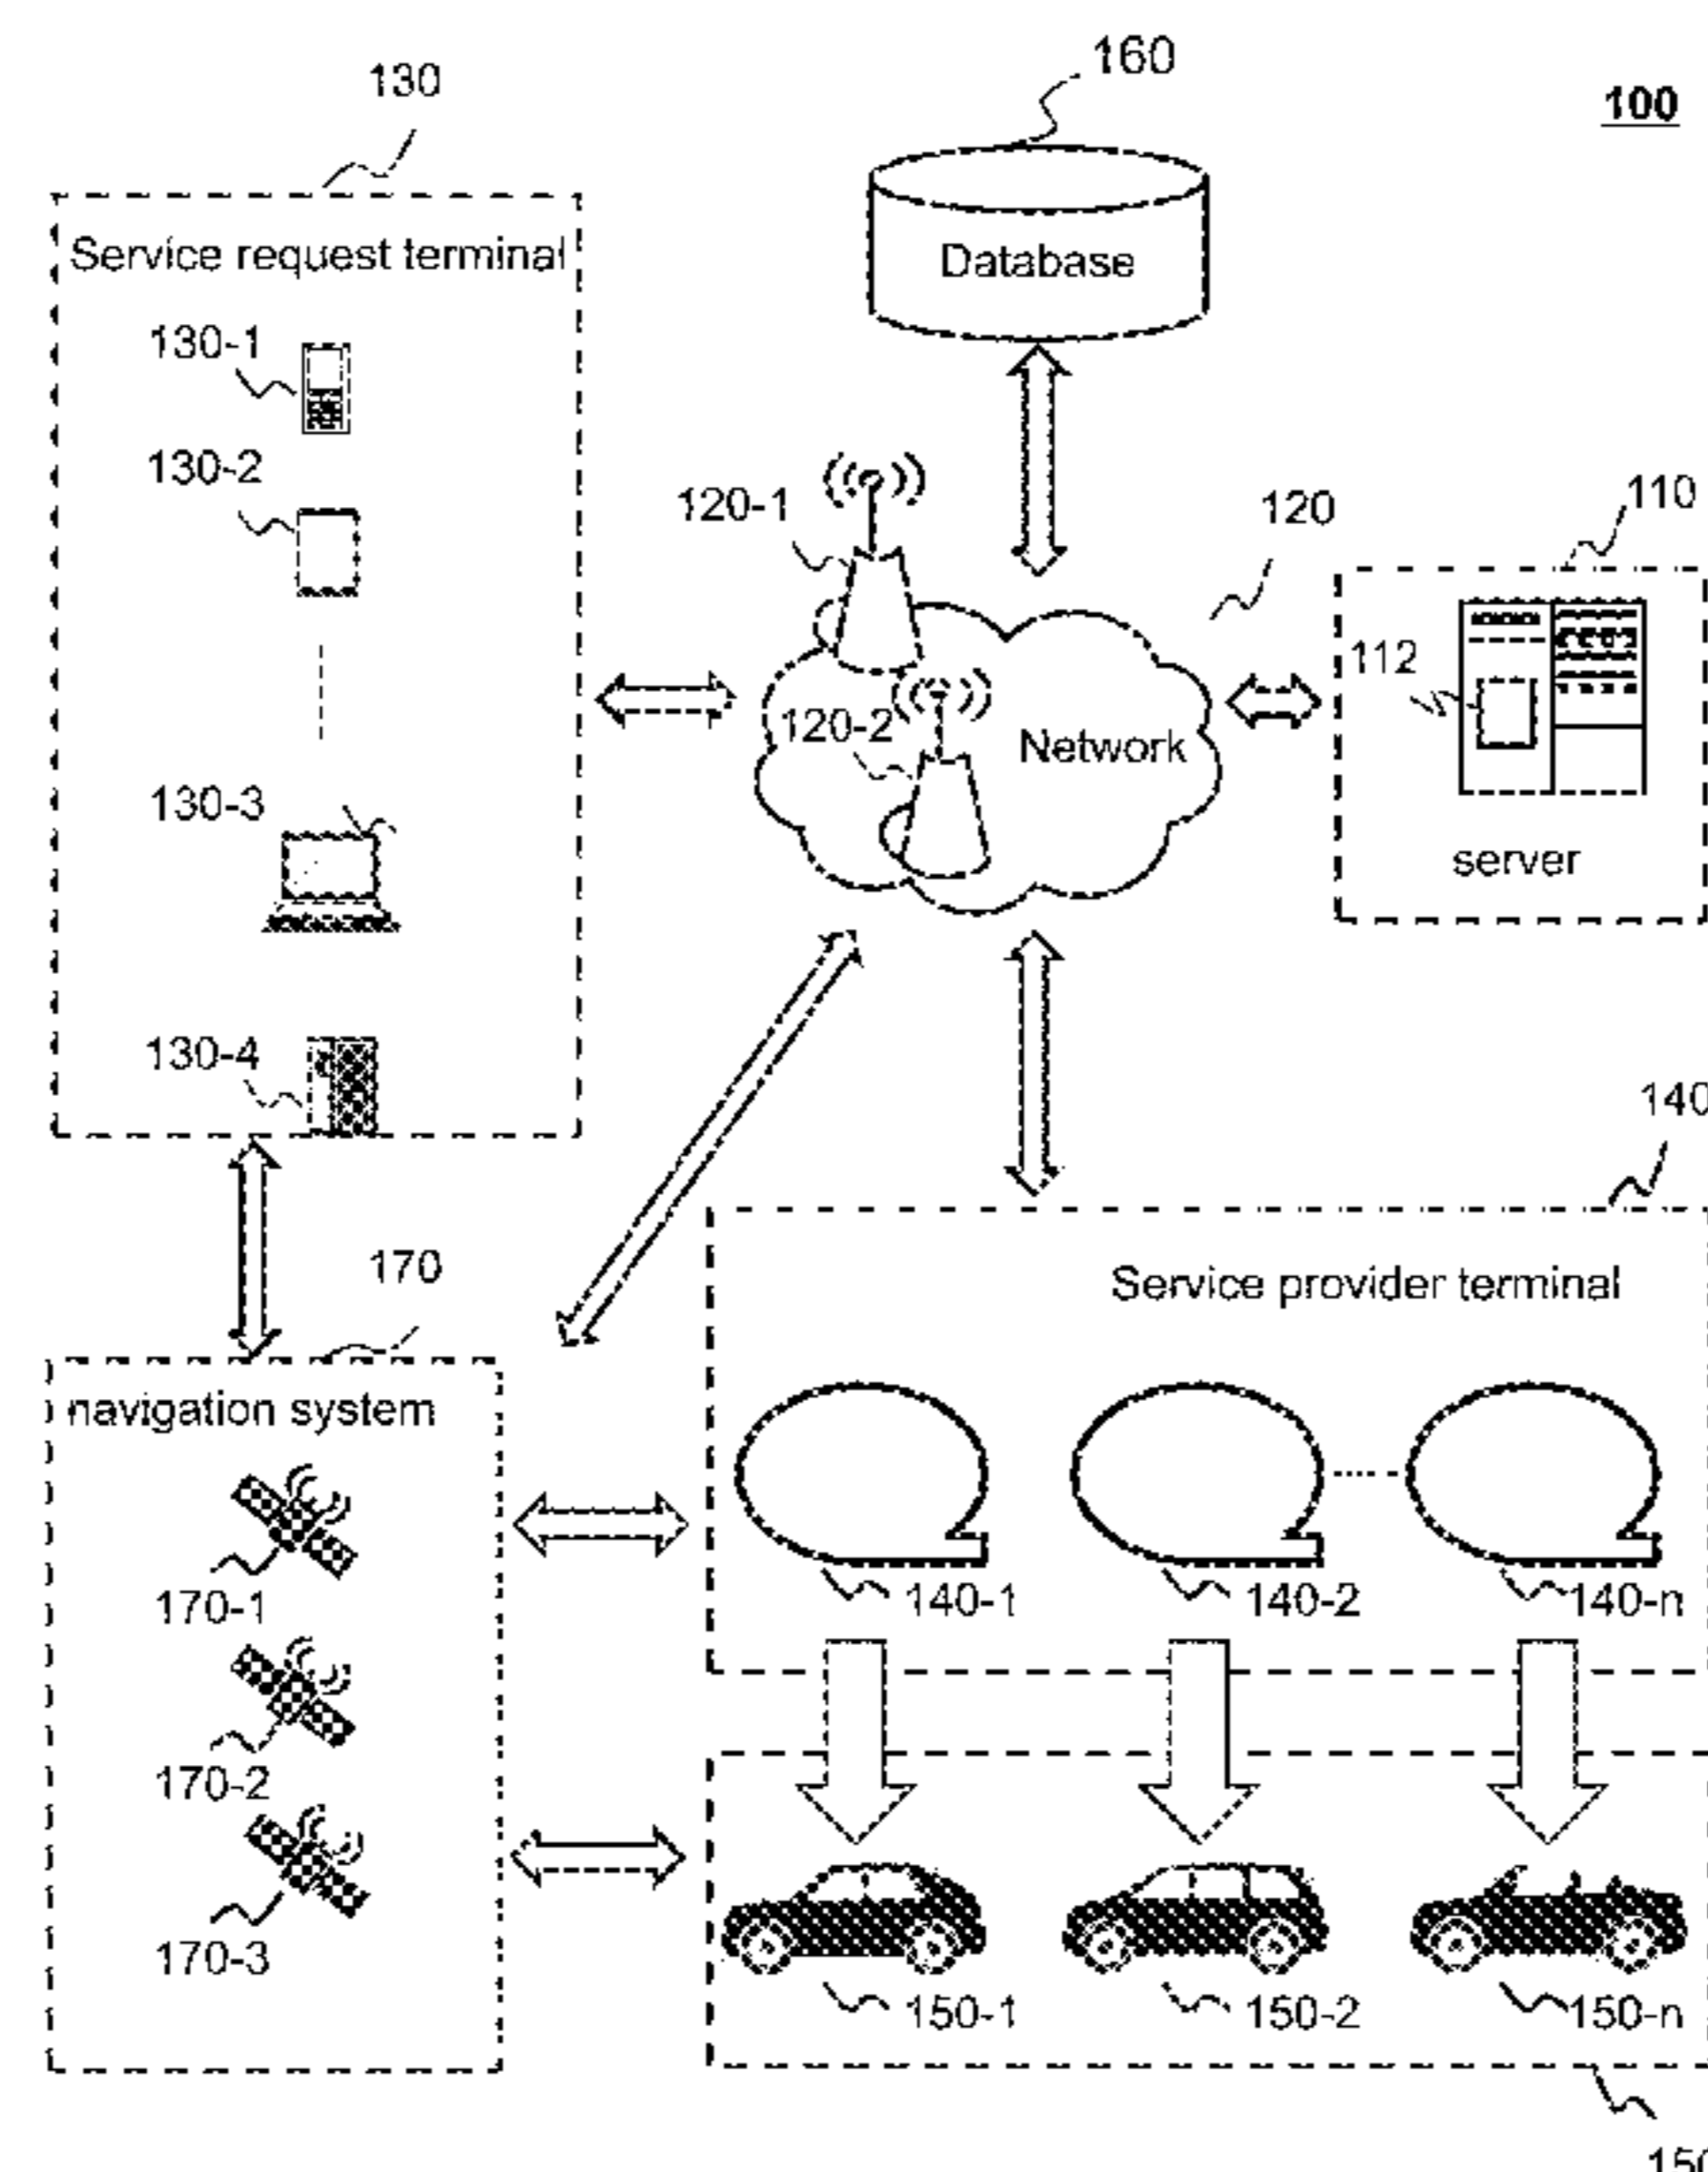 160
130
100
Service request terminal
Database
130-1
130-2
120-1
120
110
112
120-2
Network
130-3
server
130-4
140
170
Service provider terminal
navigation system
170-1
140-1
140-2
140-n
170-2
170-3
150-1
150-2
150-n
150